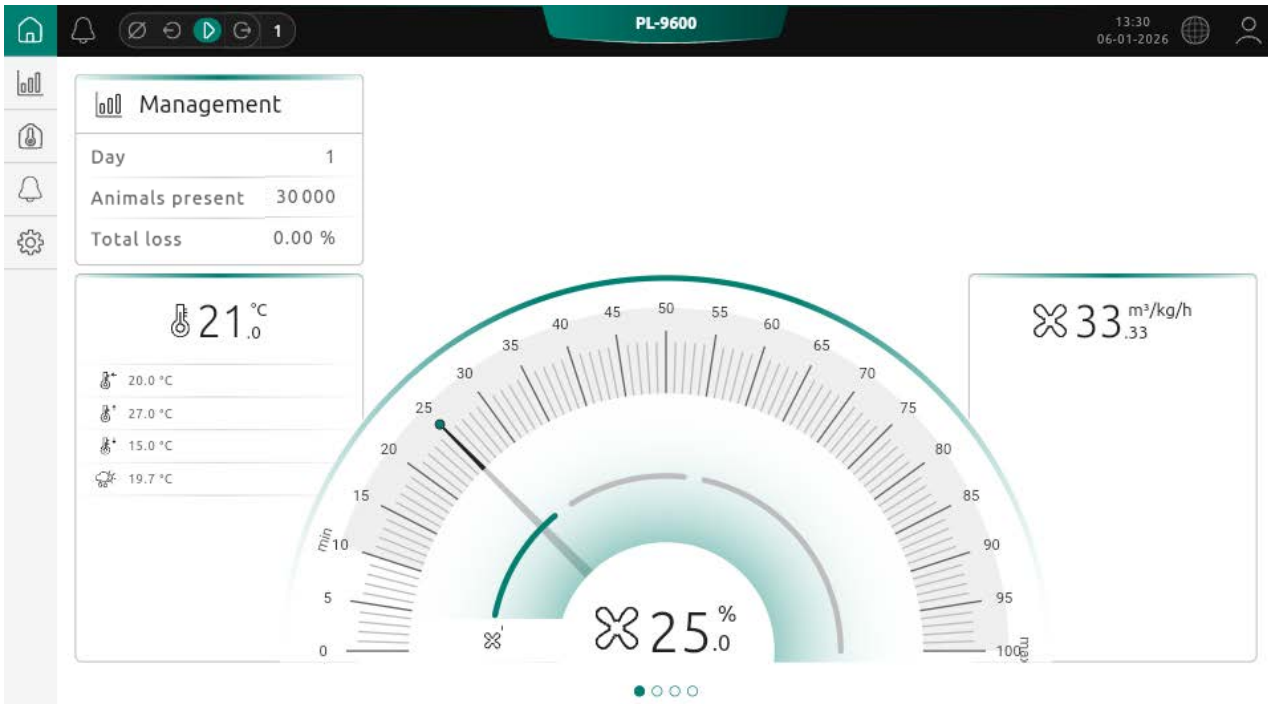 1
PL-9600
13:30
06-01-2026
Management
Day 1
Animals present 30 000
Total loss 0.00 %
21.0 °C
20.0 °C
27.0 °C
15.0 °C
19.7 °C
0
5
10
min
15
20
25
30
35
40
45
50
55
60
65
70
75
80
85
90
95
100
max
25.0 %
33.33 m³/kg/h